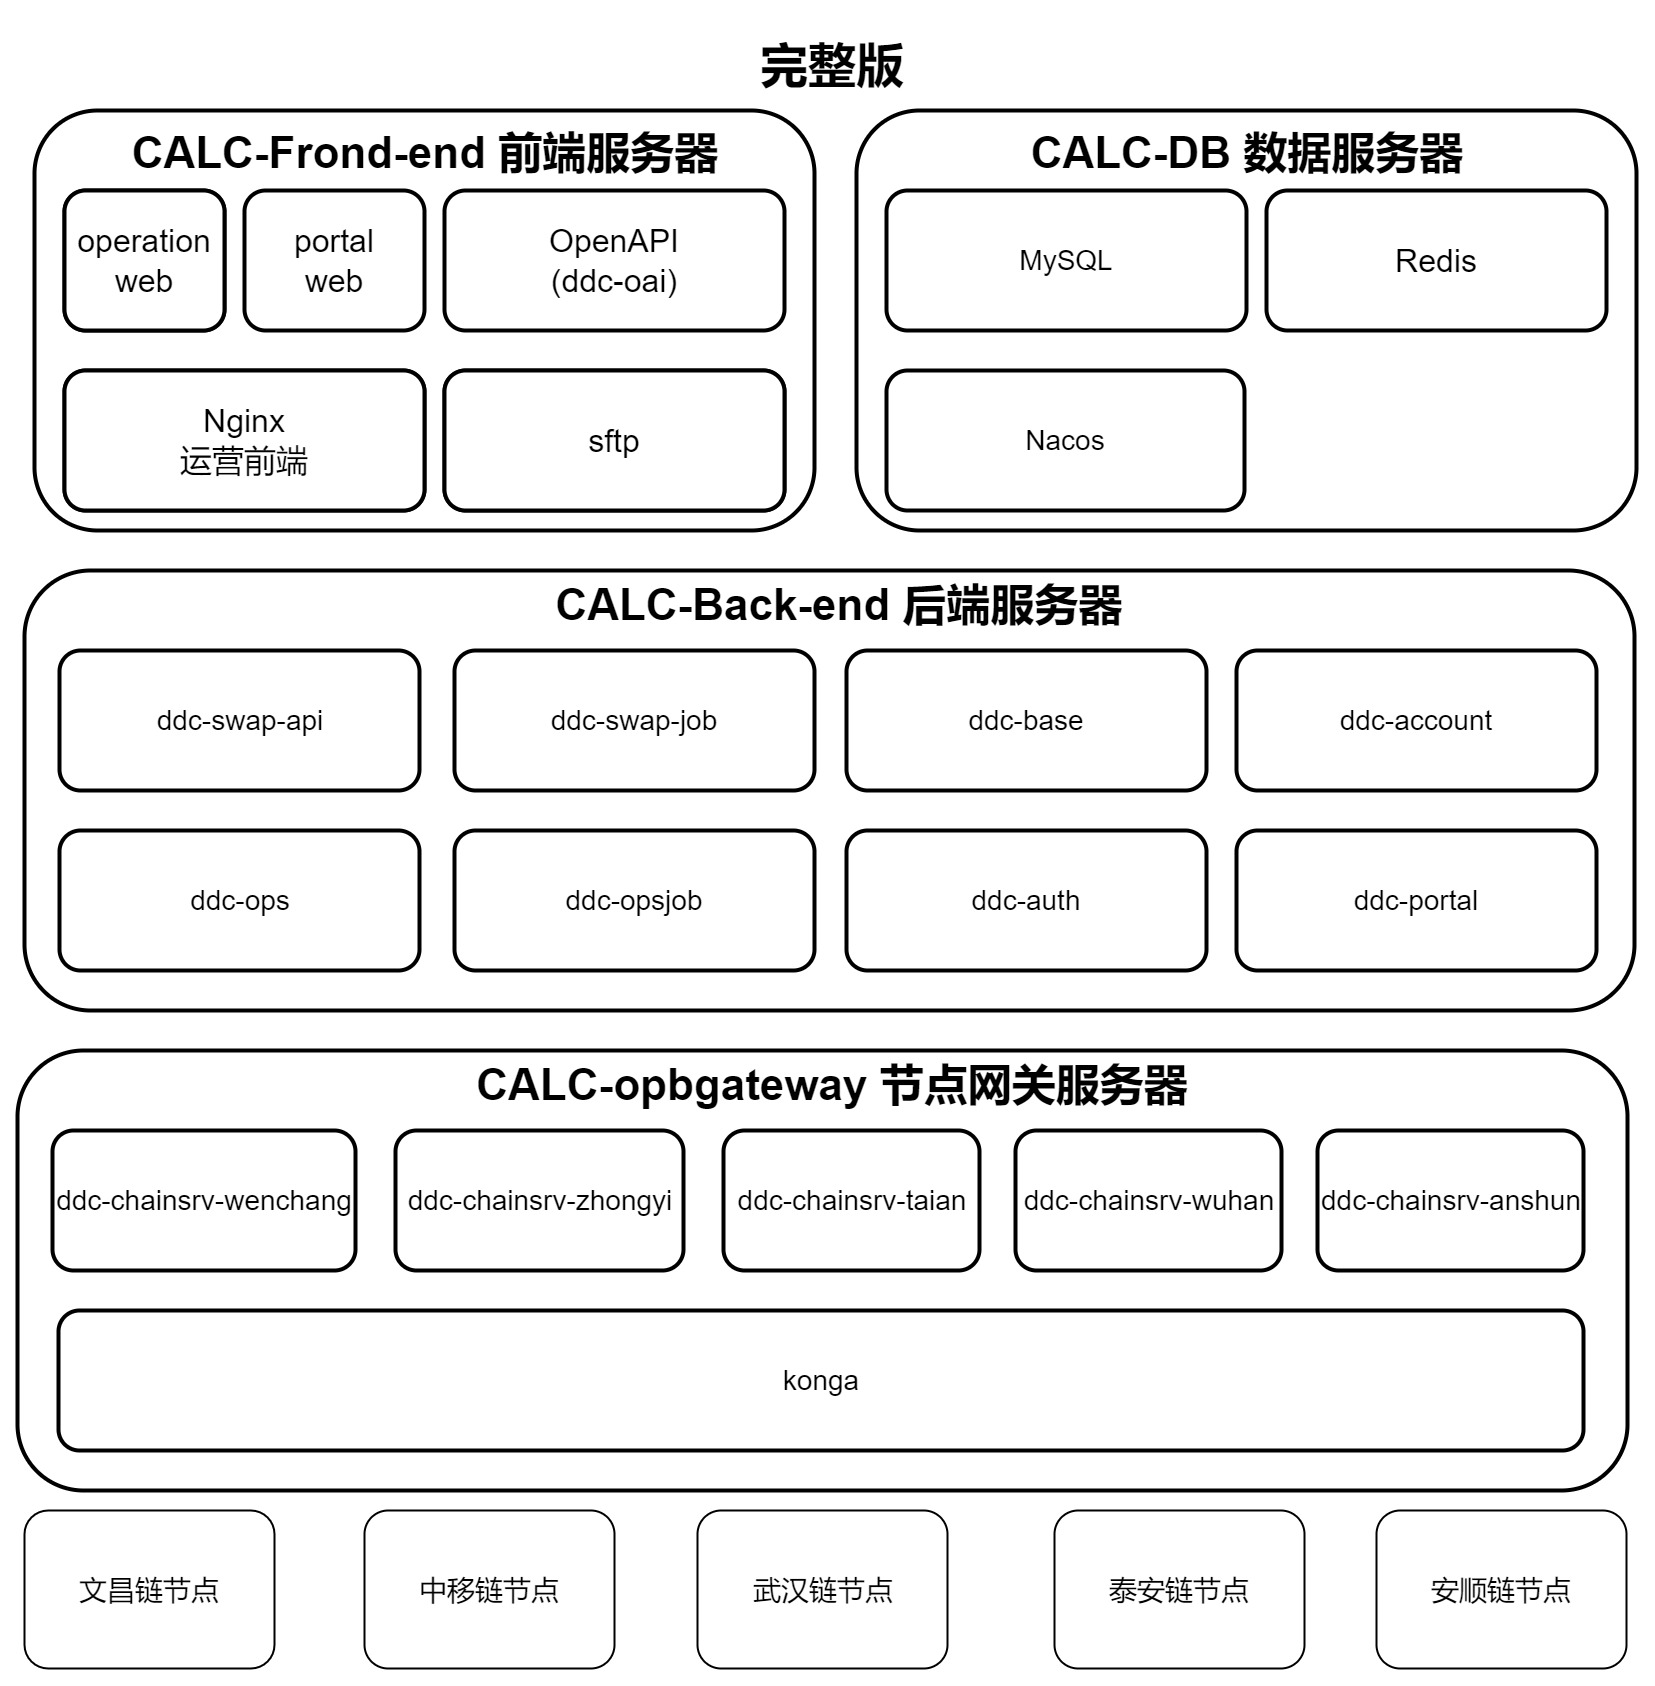 完整版
CALC-Frond-end 前端服务器
operation
web
portal
web
OpenAPI
(ddc-oai)
Nginx
运营前端
sftp
CALC-DB 数据服务器
MySQL
Redis
Nacos
CALC-Back-end 后端服务器
ddc-swap-api
ddc-swap-job
ddc-base
ddc-account
ddc-ops
ddc-opsjob
ddc-auth
ddc-portal
CALC-opbgateway 节点网关服务器
ddc-chainsrv-wenchang
ddc-chainsrv-zhongyi
ddc-chainsrv-taian
ddc-chainsrv-wuhan
ddc-chainsrv-anshun
konga
文昌链节点
中移链节点
武汉链节点
泰安链节点
安顺链节点